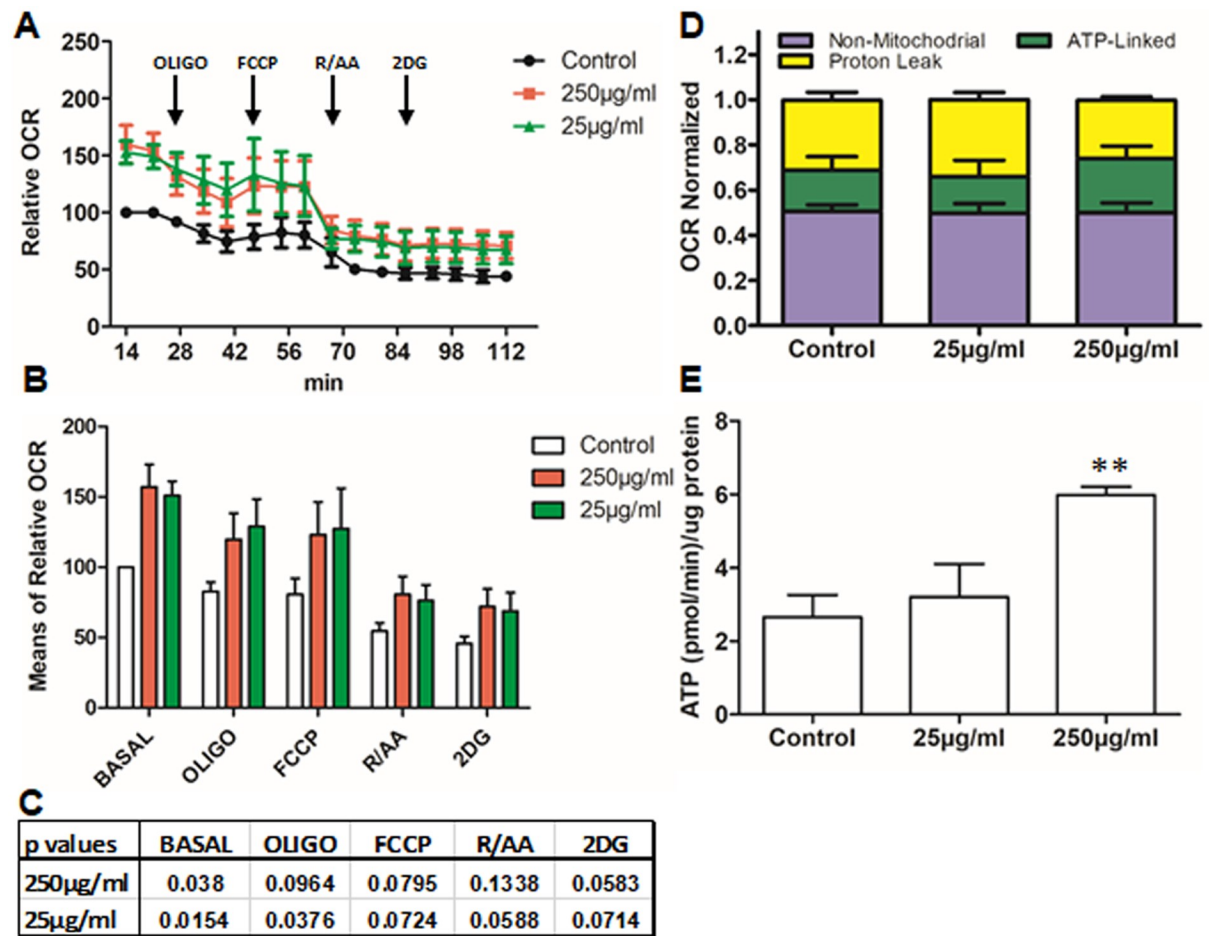 A
250
200
150
100
50
0
Relative OCR
OLIGO FCCP R/AA 2DG
Control
250µg/ml
25µg/ml
14 28 42 56 70 84 98 112
min
B
200
150
100
50
0
Means of Relative OCR
Control
250µg/ml
25µg/ml
BASAL OLIGO FCCP R/AA 2DG
C
p values BASAL OLIGO FCCP R/AA 2DG
250µg/ml 0.038 0.0964 0.0795 0.1338 0.0583
25µg/ml 0.0154 0.0376 0.0724 0.0588 0.0714
D
Non-Mitochodrial ATP-Linked
Proton Leak
1.2
1.0
0.8
0.6
0.4
0.2
0.0
OCR Normalized
Control 25µg/ml 250µg/ml
E
8
6
4
2
0
ATP (pmol/min)/ug protein
**
Control 25µg/ml 250µg/ml